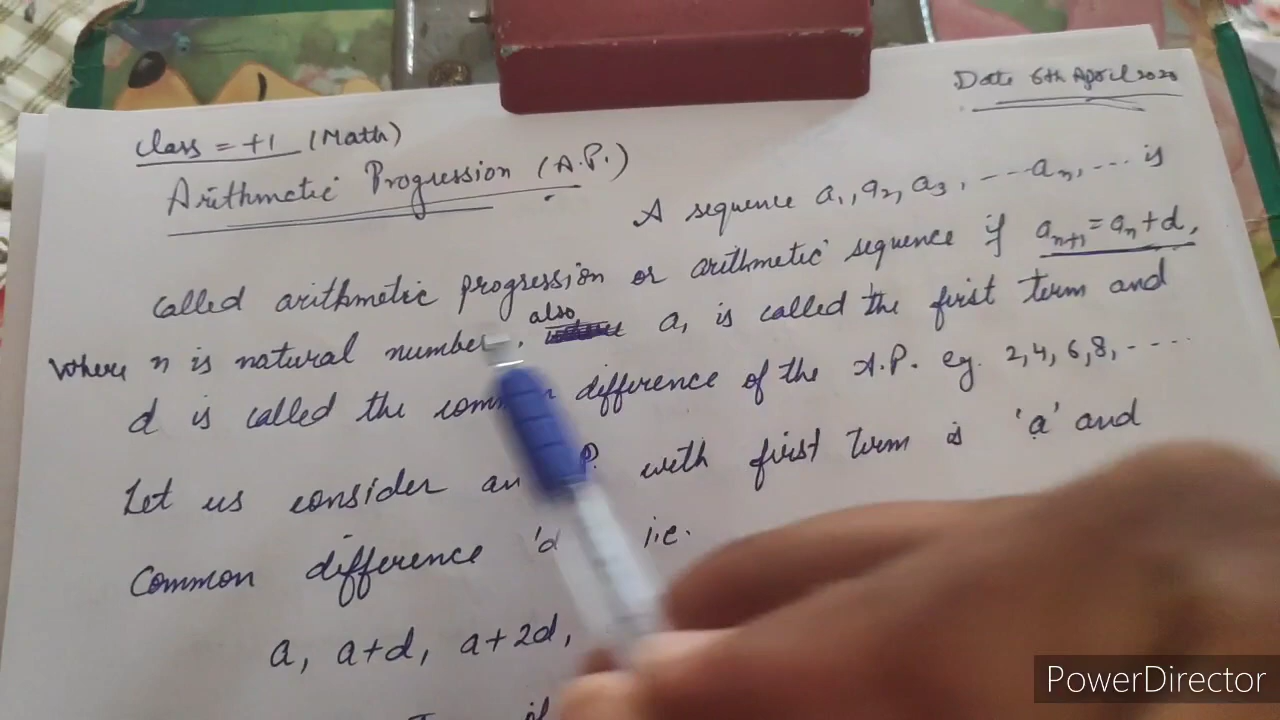 Date 6th April 2020
Class = +1 (Math)
Arithmetic Progression (A.P.)
A sequence a₁, a₂, a₃, ---- aₙ, --- is
called arithmetic progression or arithmetic sequence if aₙ₊₁ = aₙ + d,
where n is natural number, also a₁ is called the first term and
d is called the common difference of the A.P. eg. 2, 4, 6, 8, - ----
Let us consider an P. with first term is 'a' and
Common difference 'd i.e.
a, a+d, a+2d,
if
PowerDirector